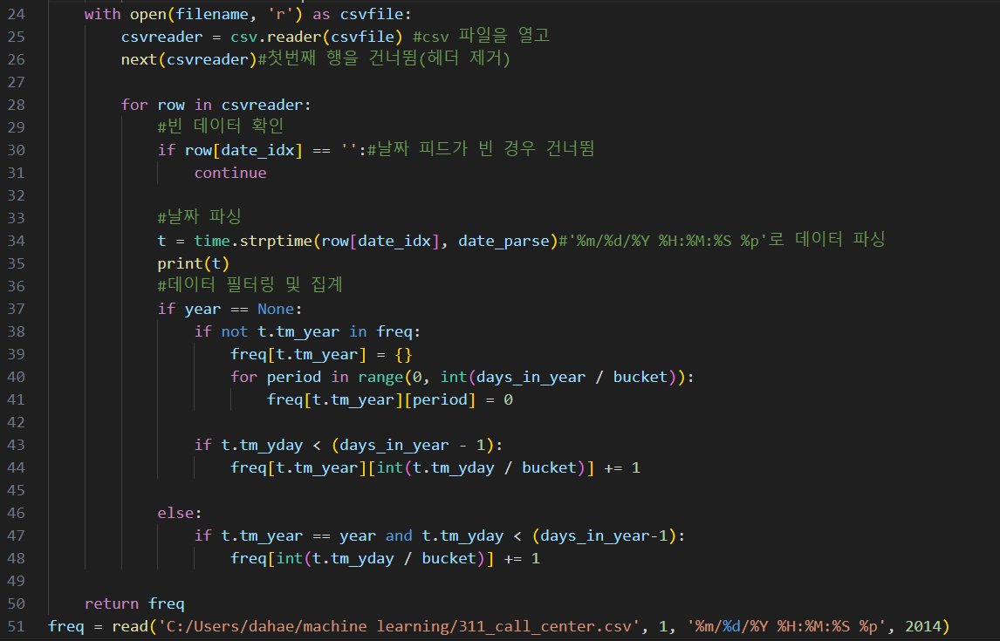 24 with open(filename, 'r') as csvfile:
25 csvreader = csv.reader(csvfile) #csv 파일을 열고
26 next(csvreader)#첫번째 행을 건너뜀(헤더 제거)
27
28 for row in csvreader:
29 #빈 데이터 확인
30 if row[date_idx] == '':#날짜 피드가 빈 경우 건너뜀
31 continue
32
33 #날짜 파싱
34 t = time.strptime(row[date_idx], date_parse)#'%m/%d/%Y %H:%M:%S %p'로 데이터 파싱
35 print(t)
36 #데이터 필터링 및 집계
37 if year == None:
38 if not t.tm_year in freq:
39 freq[t.tm_year] = {}
40 for period in range(0, int(days_in_year / bucket)):
41 freq[t.tm_year][period] = 0
42
43 if t.tm_yday < (days_in_year - 1):
44 freq[t.tm_year][int(t.tm_yday / bucket)] += 1
45
46 else:
47 if t.tm_year == year and t.tm_yday < (days_in_year-1):
48 freq[int(t.tm_yday / bucket)] += 1
49
50 return freq
51 freq = read('C:/Users/dahae/machine learning/311_call_center.csv', 1, '%m/%d/%Y %H:%M:%S %p', 2014)